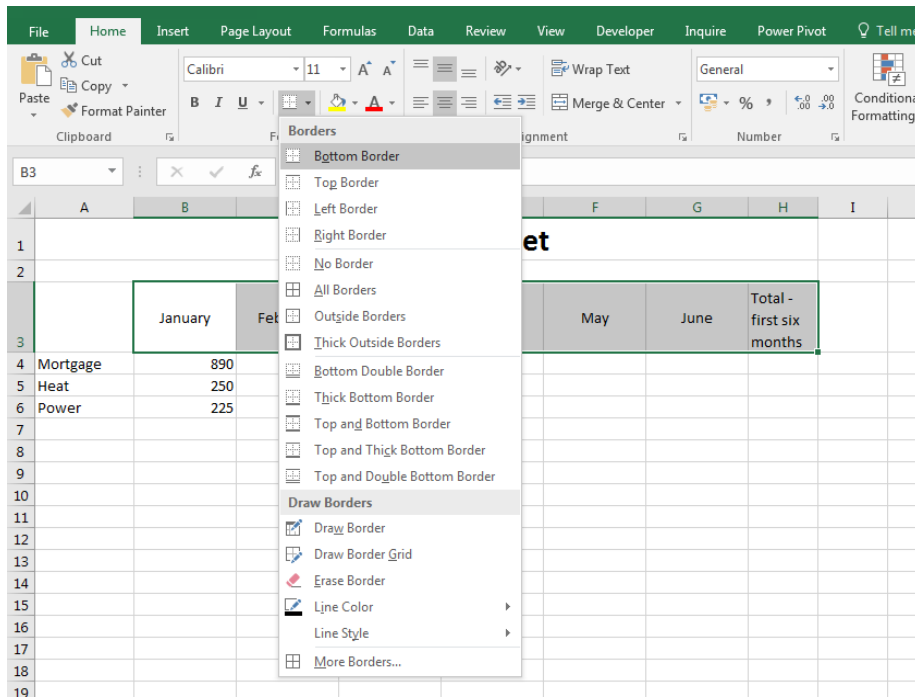 File Home Insert Page Layout Formulas Data Review View Developer Inquire Power Pivot Tell me
Cut
Copy
Format Painter
Paste
Clipboard
Calibri 11 A A
B I U A
Wrap Text
Merge & Center
ignment
General
% , .0 .00 .00 .0
Number
Conditiona
Formatting
B3 fx
Borders
Bottom Border
Top Border
Left Border
Right Border
No Border
All Borders
Outside Borders
Thick Outside Borders
Bottom Double Border
Thick Bottom Border
Top and Bottom Border
Top and Thick Bottom Border
Top and Double Bottom Border
Draw Borders
Draw Border
Draw Border Grid
Erase Border
Line Color
Line Style
More Borders...
A B F G H I
1 et
2
3 January Feb May June Total - first six months
4 Mortgage 890
5 Heat 250
6 Power 225
7
8
9
10
11
12
13
14
15
16
17
18
19